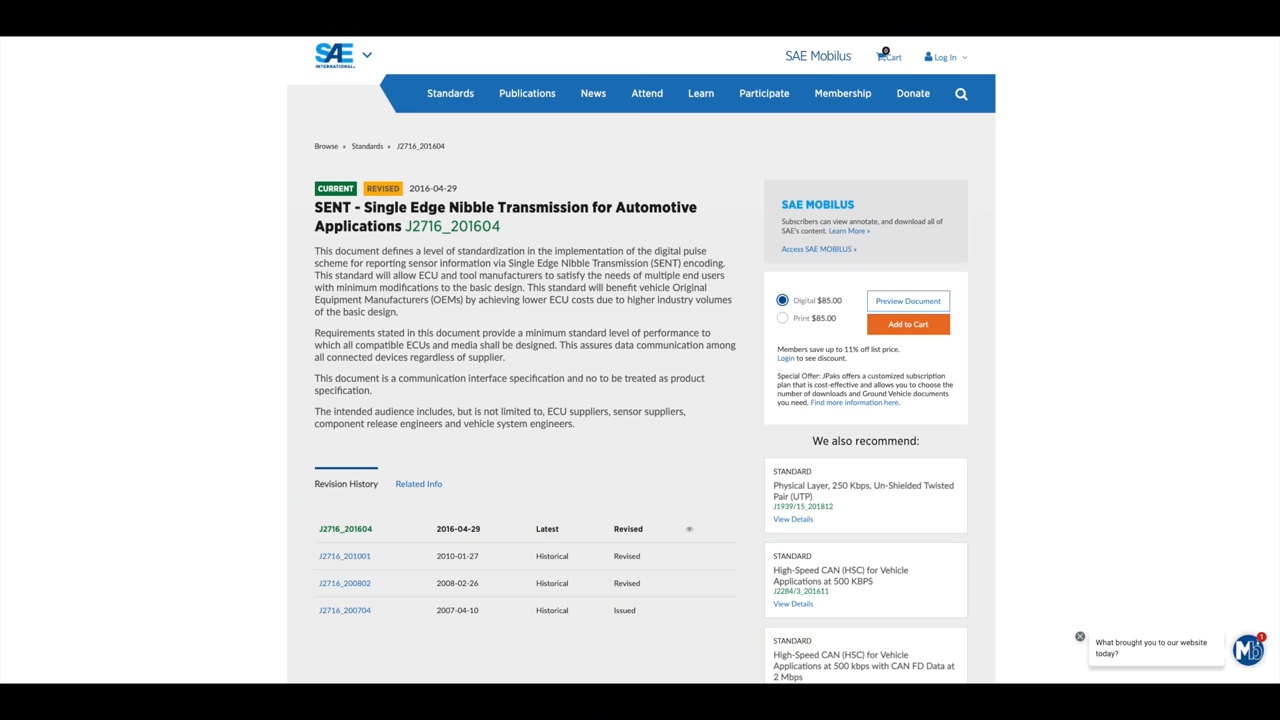 SAE
INTERNATIONAL
SAE Mobilus
0
Cart
Log In
Standards
Publications
News
Attend
Learn
Participate
Membership
Donate
Browse » Standards » J2716_201604
CURRENT REVISED 2016-04-29
SENT - Single Edge Nibble Transmission for Automotive
Applications J2716_201604
This document defines a level of standardization in the implementation of the digital pulse
scheme for reporting sensor information via Single Edge Nibble Transmission (SENT) encoding.
This standard will allow ECU and tool manufacturers to satisfy the needs of multiple end users
with minimum modifications to the basic design. This standard will benefit vehicle Original
Equipment Manufacturers (OEMs) by achieving lower ECU costs due to higher industry volumes
of the basic design.
Requirements stated in this document provide a minimum standard level of performance to
which all compatible ECUs and media shall be designed. This assures data communication among
all connected devices regardless of supplier.
This document is a communication interface specification and no to be treated as product
specification.
The intended audience includes, but is not limited to, ECU suppliers, sensor suppliers,
component release engineers and vehicle system engineers.
Revision History
Related Info
J2716_201604 2016-04-29 Latest Revised
J2716_201001 2010-01-27 Historical Revised
J2716_200802 2008-02-26 Historical Revised
J2716_200704 2007-04-10 Historical Issued
SAE MOBILUS
Subscribers can view annotate, and download all of
SAE's content. Learn More »
Access SAE MOBILUS »
Digital $85.00
Print $85.00
Preview Document
Add to Cart
Members save up to 11% off list price.
Login to see discount.
Special Offer: JPaks offers a customized subscription
plan that is cost-effective and allows you to choose the
number of downloads and Ground Vehicle documents
you need. Find more information here.
We also recommend:
STANDARD
Physical Layer, 250 Kbps, Un-Shielded Twisted
Pair (UTP)
J1939/15_201812
View Details
STANDARD
High-Speed CAN (HSC) for Vehicle
Applications at 500 KBPS
J2284/3_201611
View Details
STANDARD
High-Speed CAN (HSC) for Vehicle
Applications at 500 kbps with CAN FD Data at
2 Mbps
What brought you to our website
today?
Mb
1